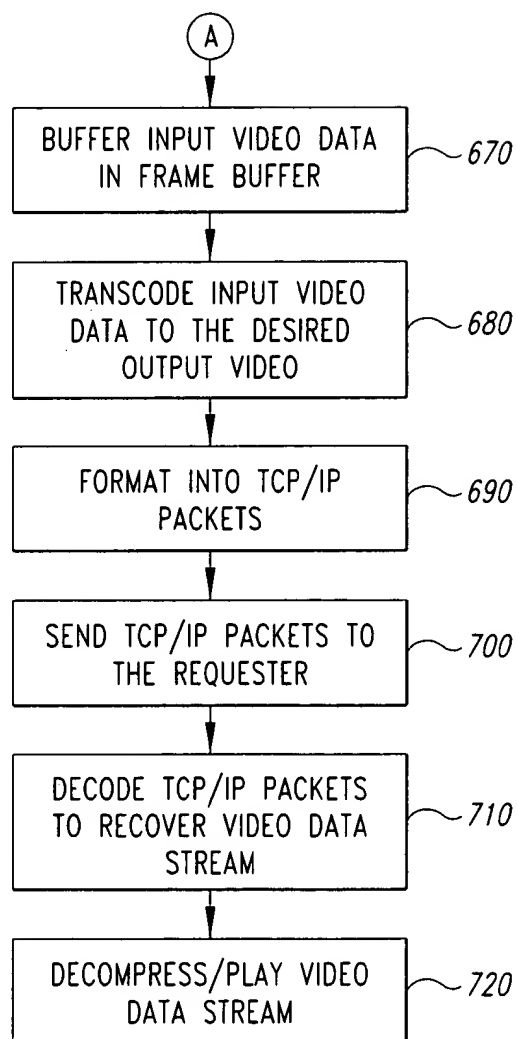 A
BUFFER INPUT VIDEO DATA
IN FRAME BUFFER
670
TRANSCODE INPUT VIDEO
DATA TO THE DESIRED
OUTPUT VIDEO
680
FORMAT INTO TCP/IP
PACKETS
690
SEND TCP/IP PACKETS TO
THE REQUESTER
700
DECODE TCP/IP PACKETS
TO RECOVER VIDEO DATA
STREAM
710
DECOMPRESS/PLAY VIDEO
DATA STREAM
720